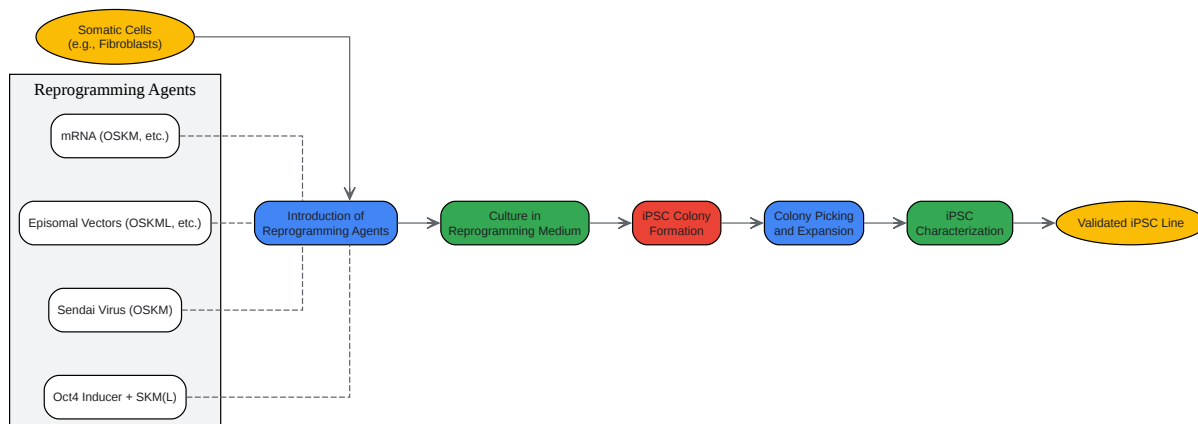 Somatic Cells
(e.g., Fibroblasts)
Reprogramming Agents
mRNA (OSKM, etc.)
Episomal Vectors (OSKML, etc.)
Sendai Virus (OSKM)
Oct4 Inducer + SKM(L)
Introduction of
Reprogramming Agents
Culture in
Reprogramming Medium
iPSC Colony
Formation
Colony Picking
and Expansion
iPSC
Characterization
Validated iPSC Line